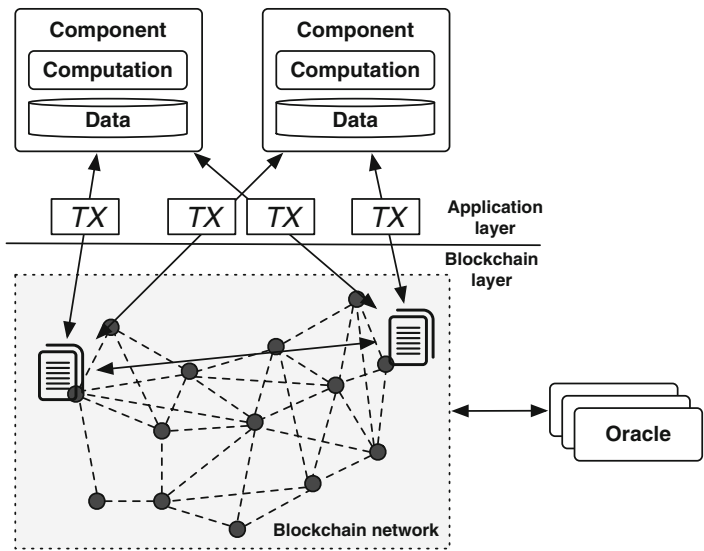 Component
Component
Computation
Computation
Data
Data
TX
TX
TX
TX
Application
layer
Blockchain
layer
Oracle
Blockchain network